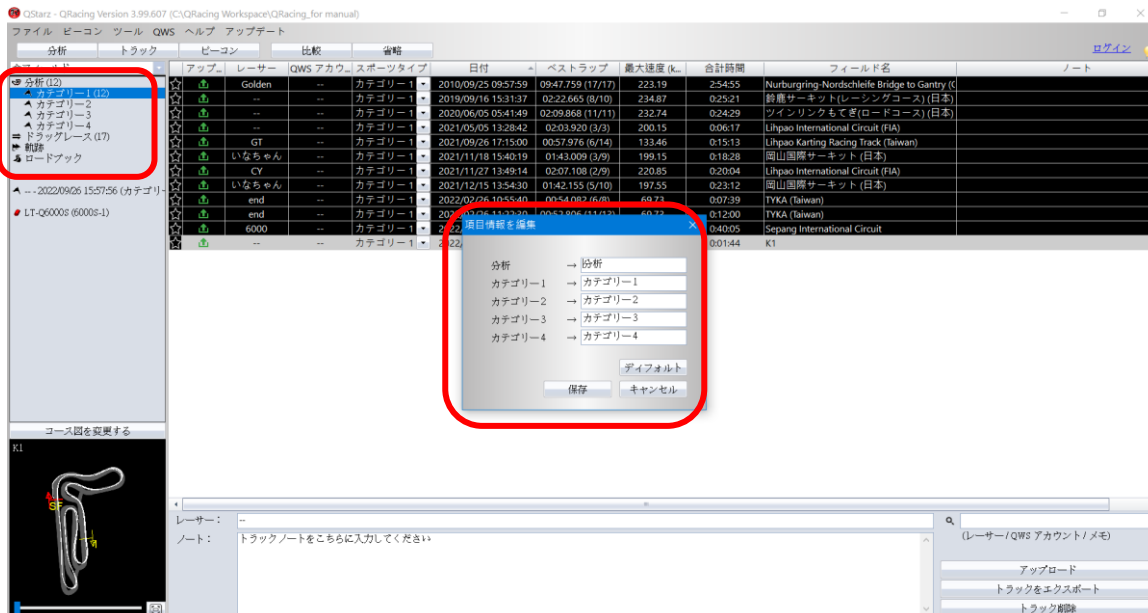 QStarz - QRacing Version 3.99.607 (C:\QRacing Workspace\QRacing_for manual)
ファイル ビーコン ツール QWS ヘルプ アップデート
分析 トラック ビーコン 比較 省略 ログイン
アップ... レーサー QWS アカウ... スポーツタイプ 日付 ベストラップ 最大速度 (k... 合計時間 フィールド名 ノート
分析 (12)
カテゴリー1 (12)
カテゴリー2
カテゴリー3
カテゴリー4
ドラッグレース (17)
軌跡
ロードブック
-- - 2022/09/26 15:57:56 (カテゴリ-
LT-Q6000S (6000S-1)
Golden -- カテゴリー 1 2010/09/25 09:57:59 09:47.759 (17/17) 223.19 2:54:55 Nurburgring-Nordschleife Bridge to Gantry (C
-- -- カテゴリー 1 2019/09/16 15:31:37 02:22.665 (8/10) 234.87 0:25:21 鈴鹿サーキット(レーシングコース) (日本)
-- -- カテゴリー 1 2020/06/05 05:41:49 02:09.868 (11/11) 232.74 0:24:29 ツインリンクもてぎ(ロードコース) (日本)
-- -- カテゴリー 1 2021/05/05 13:28:42 02:03.920 (3/3) 200.15 0:06:17 Lihpao International Circuit (FIA)
GT -- カテゴリー 1 2021/09/26 17:15:00 00:57.976 (6/14) 133.46 0:15:13 Lihpao Karting Racing Track (Taiwan)
いなちゃん -- カテゴリー 1 2021/11/18 15:40:19 01:43.009 (3/9) 199.15 0:18:28 岡山国際サーキット (日本)
CY -- カテゴリー 1 2021/11/27 13:49:14 02:07.108 (2/9) 220.85 0:20:04 Lihpao International Circuit (FIA)
いなちゃん -- カテゴリー 1 2021/12/15 13:54:30 01:42.155 (5/10) 197.55 0:23:12 岡山国際サーキット (日本)
end -- カテゴリー 1 2022/02/26 10:55:40 00:54.082 (6/8) 69.73 0:07:39 TYKA (Taiwan)
end -- カテゴリー 1 0:12:00 TYKA (Taiwan)
6000 -- カテゴリー 1 0:40:05 Sepang International Circuit
-- -- カテゴリー 1 0:01:44 K1
項目情報を編集
分析 → 分析
カテゴリー1 → カテゴリー1
カテゴリー2 → カテゴリー2
カテゴリー3 → カテゴリー3
カテゴリー4 → カテゴリー4
ディフォルト
保存 キャンセル
コース図を変更する
K1
SF
レーサー: --
ノート: トラックノートをこちらに入力してください
(レーサー / QWS アカウント / メモ)
アップロード
トラックをエクスポート
トラック削除